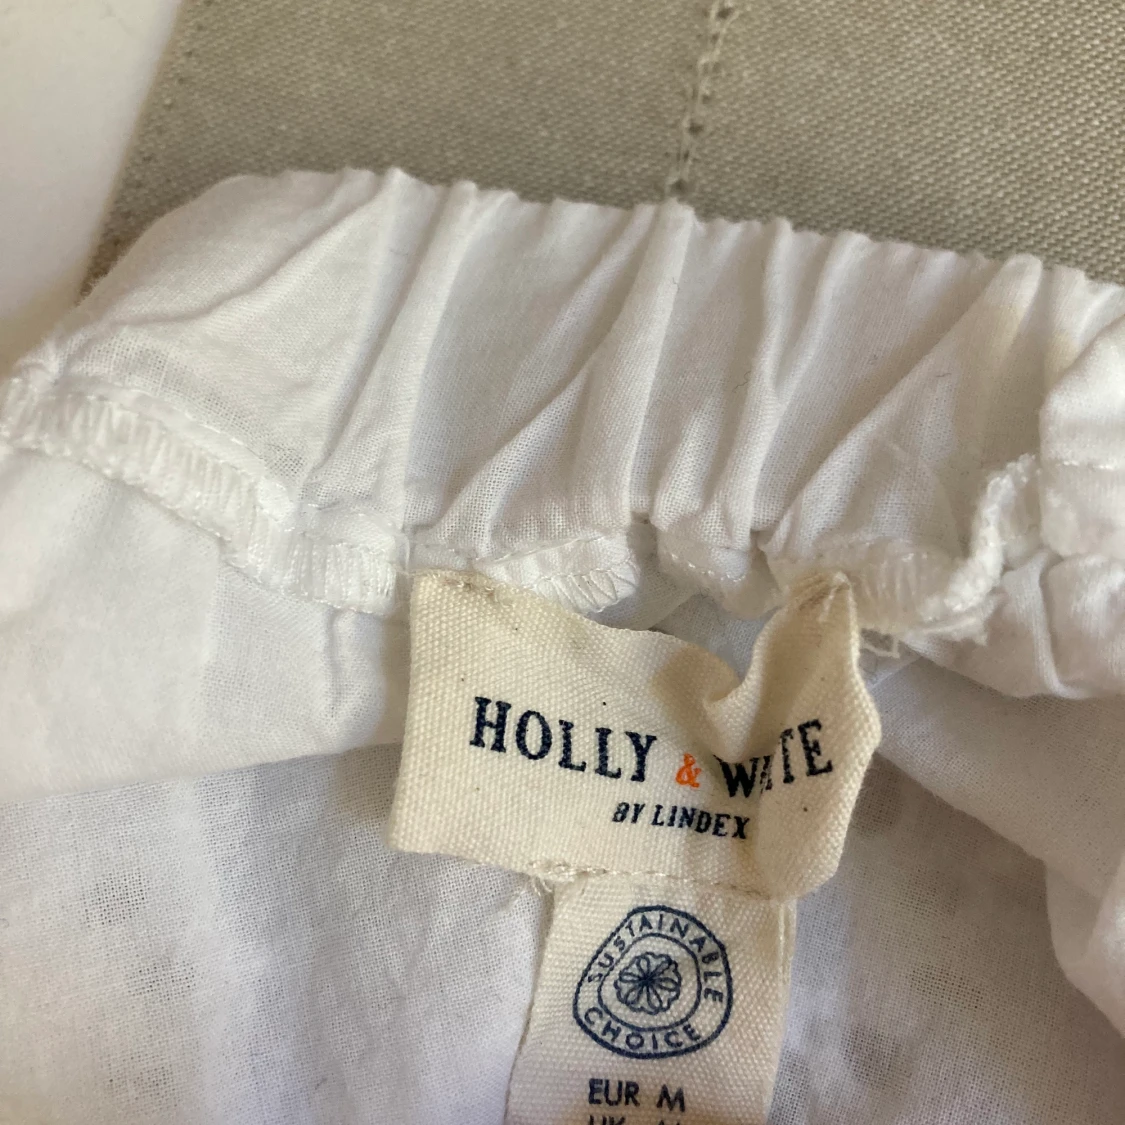 HOLLY & WHITE
BY LINDEX
SUSTAINABLE
CHOICE
EUR M